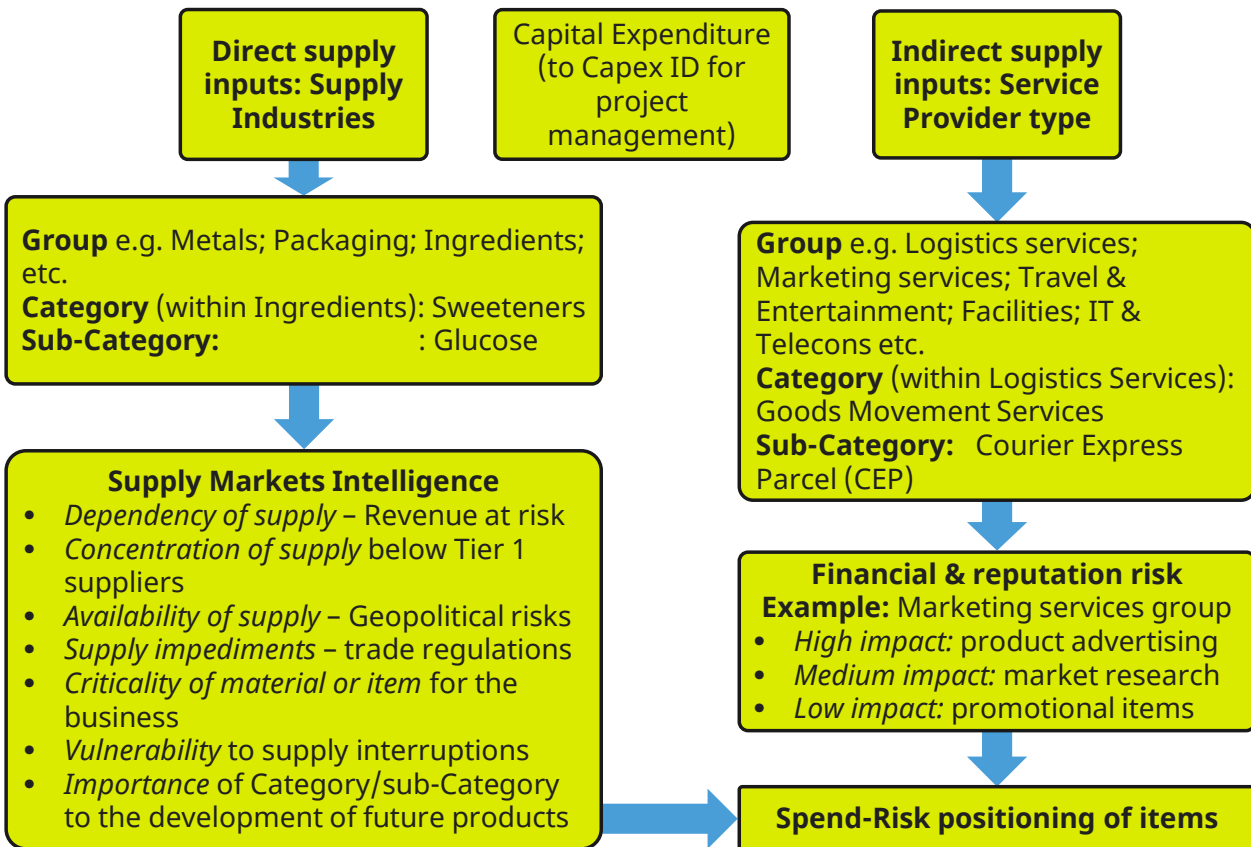 Direct supply
inputs: Supply
Industries
Capital Expenditure
(to Capex ID for
project
management)
Indirect supply
inputs: Service
Provider type
Group e.g. Metals; Packaging; Ingredients;
etc.
Category (within Ingredients): Sweeteners
Sub-Category: : Glucose
Group e.g. Logistics services;
Marketing services; Travel &
Entertainment; Facilities; IT &
Telecons etc.
Category (within Logistics Services):
Goods Movement Services
Sub-Category: Courier Express
Parcel (CEP)
Supply Markets Intelligence
• Dependency of supply – Revenue at risk
• Concentration of supply below Tier 1
suppliers
• Availability of supply – Geopolitical risks
• Supply impediments – trade regulations
• Criticality of material or item for the
business
• Vulnerability to supply interruptions
• Importance of Category/sub-Category
to the development of future products
Financial & reputation risk
Example: Marketing services group
• High impact: product advertising
• Medium impact: market research
• Low impact: promotional items
Spend-Risk positioning of items